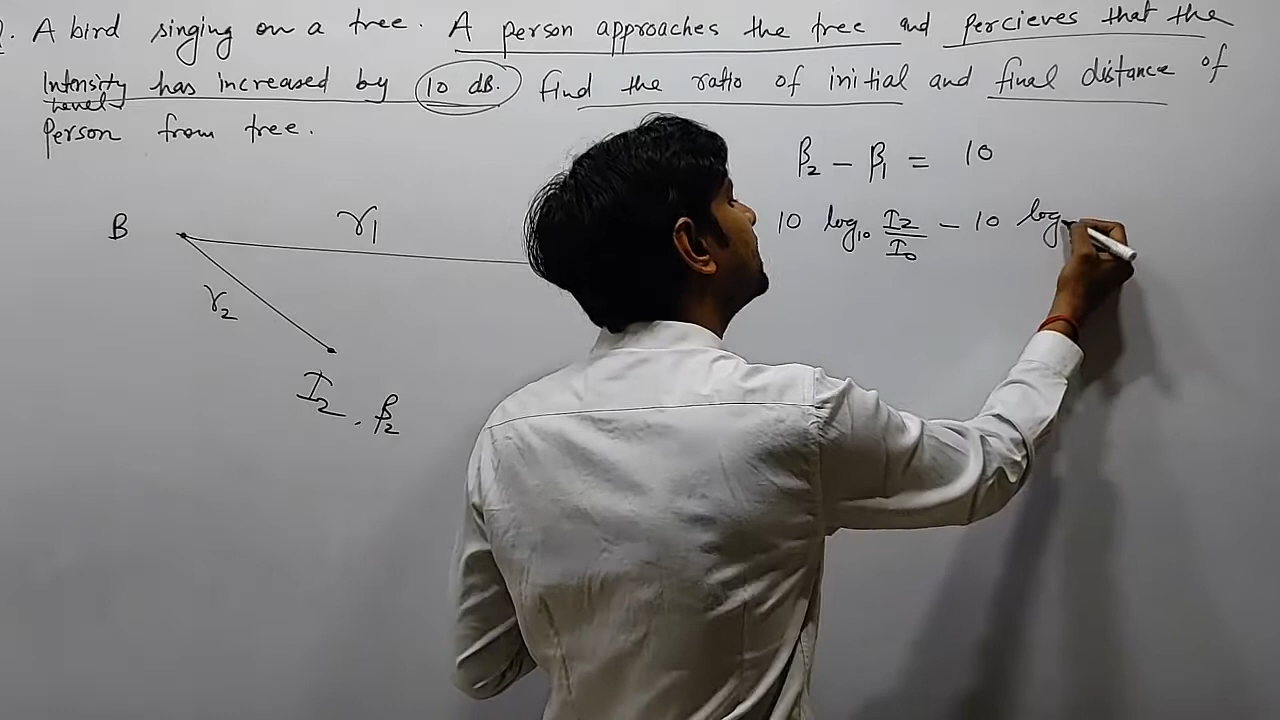 . A bird singing on a tree. A person approaches the tree and percieves that the
Intensity level has increased by 10 dB. find the ratio of initial and final distance of
Person from tree.
β₂ - β₁ = 10
10 log₁₀ I₂/I₀ - 10 log
B
r₁
r₂
I₂, β₂